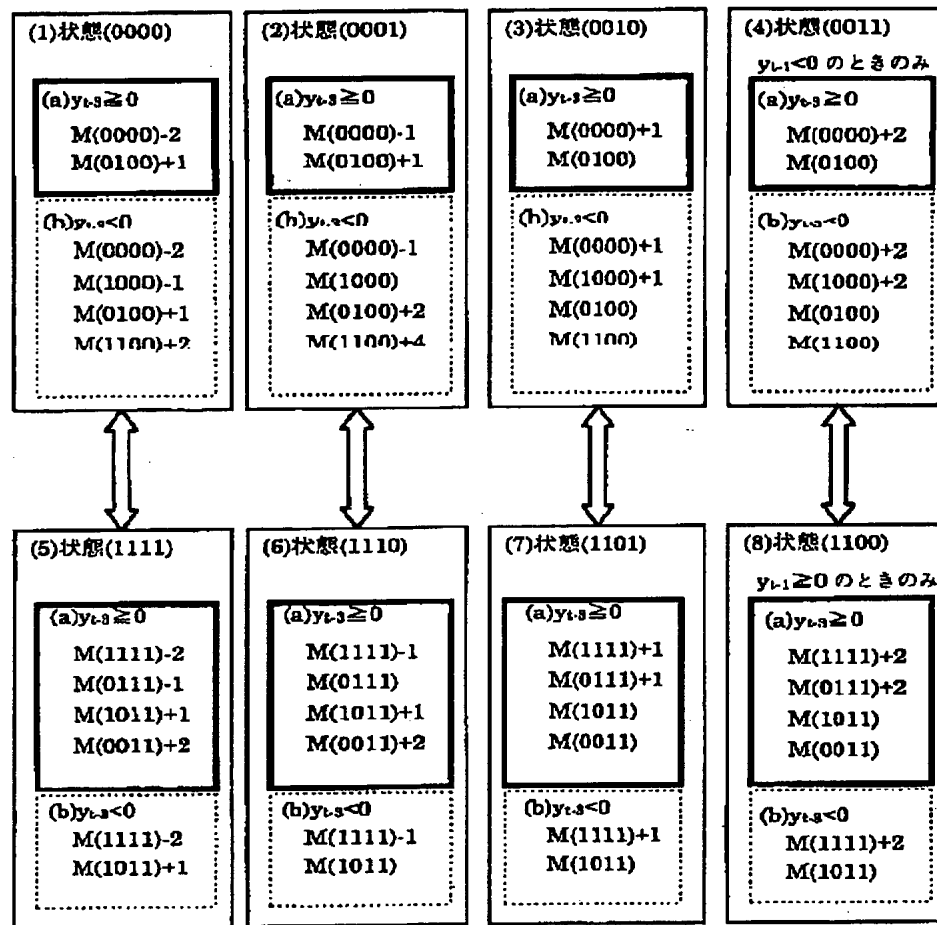 (1)状態(0000)
(a)yt-3≧0
M(0000)-2
M(0100)+1
(b)yt-3<0
M(0000)-2
M(1000)-1
M(0100)+1
M(1100)+2
(2)状態(0001)
(a)yt-3≧0
M(0000)-1
M(0100)+1
(b)yt-3<0
M(0000)-1
M(1000)
M(0100)+2
M(1100)+4
(3)状態(0010)
(a)yt-3≧0
M(0000)+1
M(0100)
(b)yt-3<0
M(0000)+1
M(1000)+1
M(0100)
M(1100)
(4)状態(0011)
yt-1<0 のときのみ
(a)yt-3≧0
M(0000)+2
M(0100)
(b)yt-3<0
M(0000)+2
M(1000)+2
M(0100)
M(1100)
(5)状態(1111)
(a)yt-3≧0
M(1111)-2
M(0111)-1
M(1011)+1
M(0011)+2
(b)yt-3<0
M(1111)-2
M(1011)+1
(6)状態(1110)
(a)yt-3≧0
M(1111)-1
M(0111)
M(1011)+1
M(0011)+2
(b)yt-3<0
M(1111)-1
M(1011)
(7)状態(1101)
(a)yt-3≧0
M(1111)+1
M(0111)+1
M(1011)
M(0011)
(b)yt-3<0
M(1111)+1
M(1011)
(8)状態(1100)
yt-1≧0 のときのみ
(a)yt-3≧0
M(1111)+2
M(0111)+2
M(1011)
M(0011)
(b)yt-3<0
M(1111)+2
M(1011)